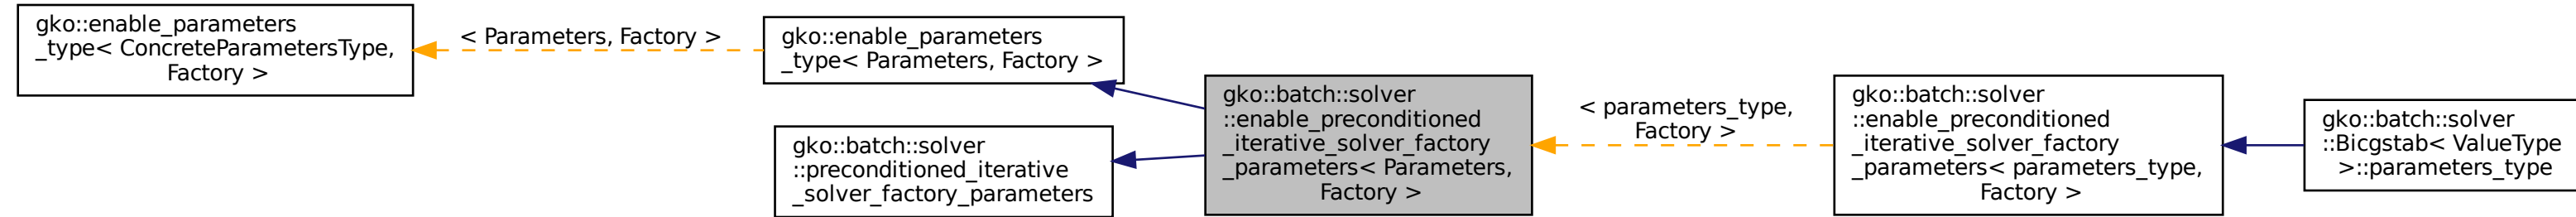 gko::enable_parameters
_type< ConcreteParametersType,
Factory >
< Parameters, Factory >
gko::enable_parameters
_type< Parameters, Factory >
gko::batch::solver
::preconditioned_iterative
_solver_factory_parameters
gko::batch::solver
::enable_preconditioned
_iterative_solver_factory
_parameters< Parameters,
Factory >
< parameters_type,
Factory >
gko::batch::solver
::enable_preconditioned
_iterative_solver_factory
_parameters< parameters_type,
Factory >
gko::batch::solver
::Bicgstab< ValueType
>::parameters_type